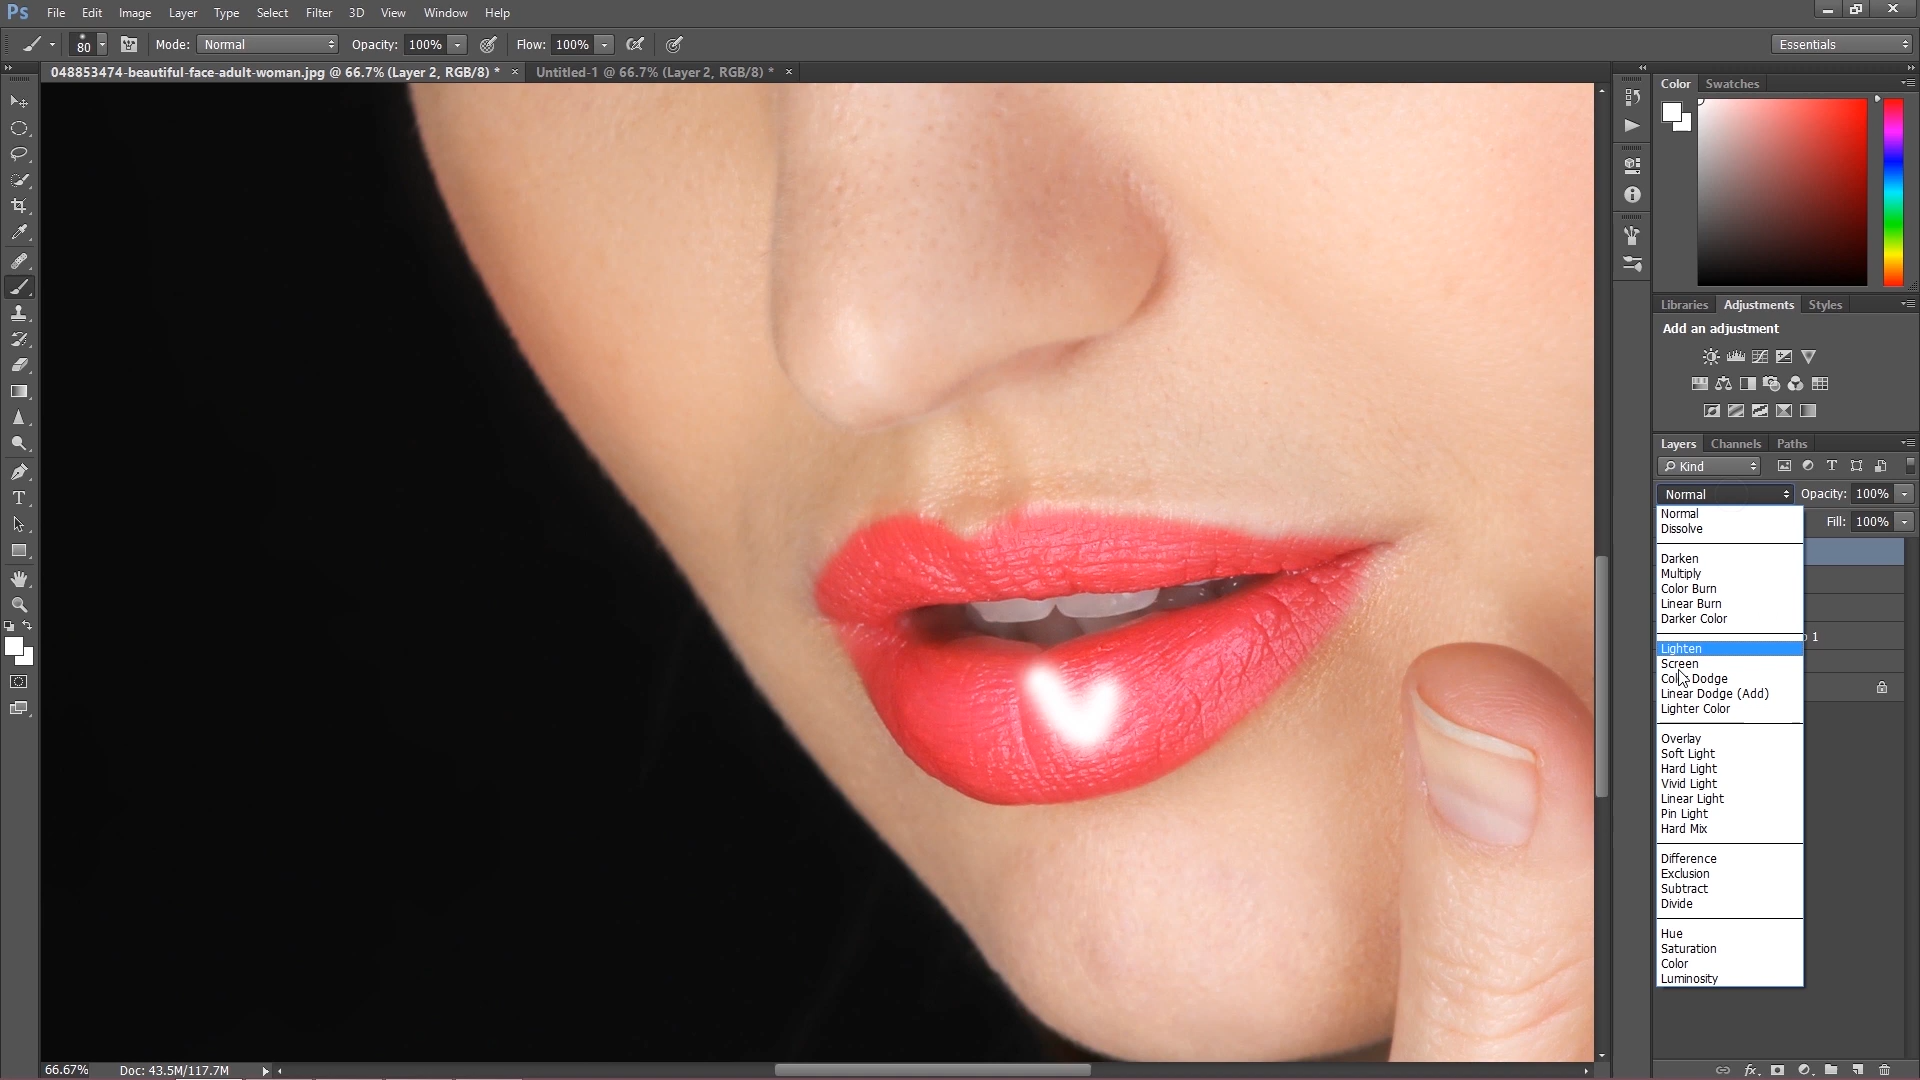 Ps File Edit Image Layer Type Select Filter 3D View Window Help
80 Mode: Normal Opacity: 100% Flow: 100% Essentials
048853474-beautiful-face-adult-woman.jpg @ 66.7% (Layer 2, RGB/8) * × Untitled-1 @ 66.7% (Layer 2, RGB/8) * ×
Color Swatches
Libraries Adjustments Styles
Add an adjustment
Layers Channels Paths
Kind
Normal Opacity: 100%
Fill: 100%
Normal
Dissolve
Darken
Multiply
Color Burn
Linear Burn
Darker Color
1
Lighten
Screen
Color Dodge
Linear Dodge (Add)
Lighter Color
Overlay
Soft Light
Hard Light
Vivid Light
Linear Light
Pin Light
Hard Mix
Difference
Exclusion
Subtract
Divide
Hue
Saturation
Color
Luminosity
66.67% Doc: 43.5M/117.7M
fx